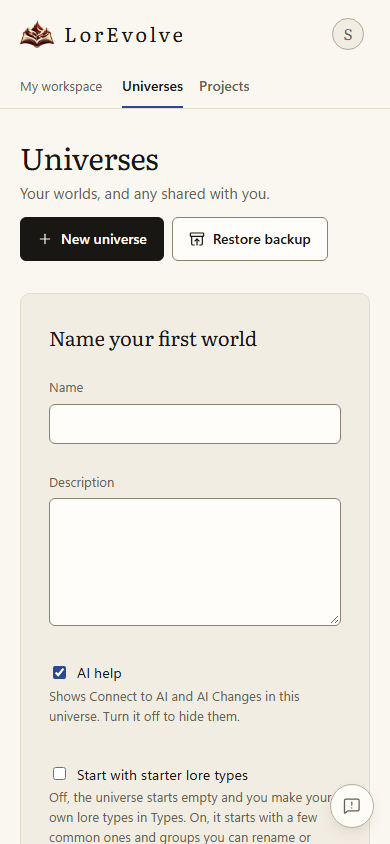 LorEvolve
S
My workspace
Universes
Projects
Universes
Your worlds, and any shared with you.
New universe
Restore backup
Name your first world
Name
Description
AI help
Shows Connect to AI and AI Changes in this
universe. Turn it off to hide them.
Start with starter lore types
Off, the universe starts empty and you make your
own lore types in Types. On, it starts with a few
common ones and groups you can rename or